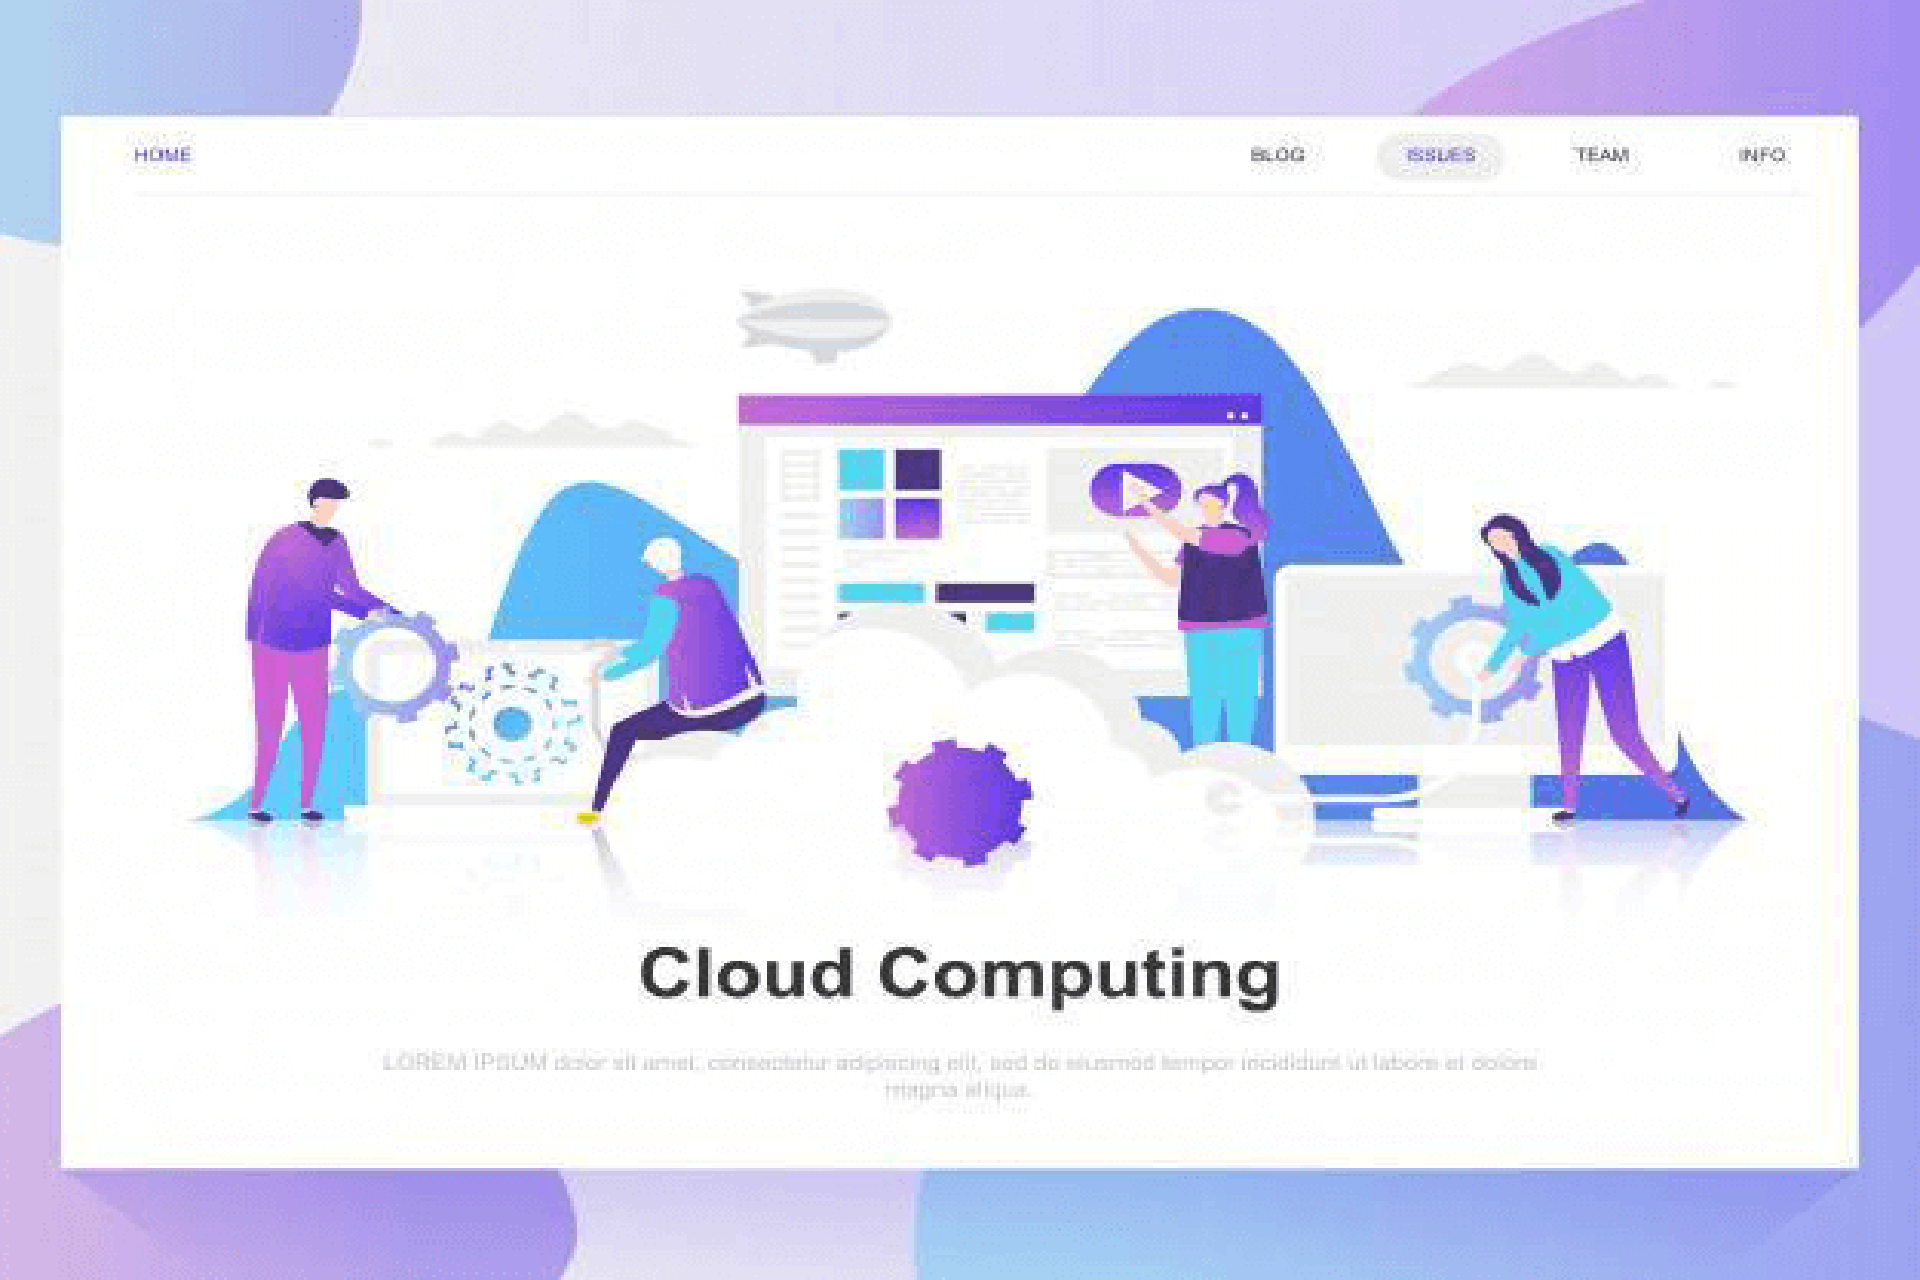 HOME BLOG ISSUES TEAM INFO
Cloud Computing
LOREM IPSUM dolor sit amet, consectetur adipiscing elit, sed do eiusmod tempor incididunt ut labore et dolore
magna aliqua.